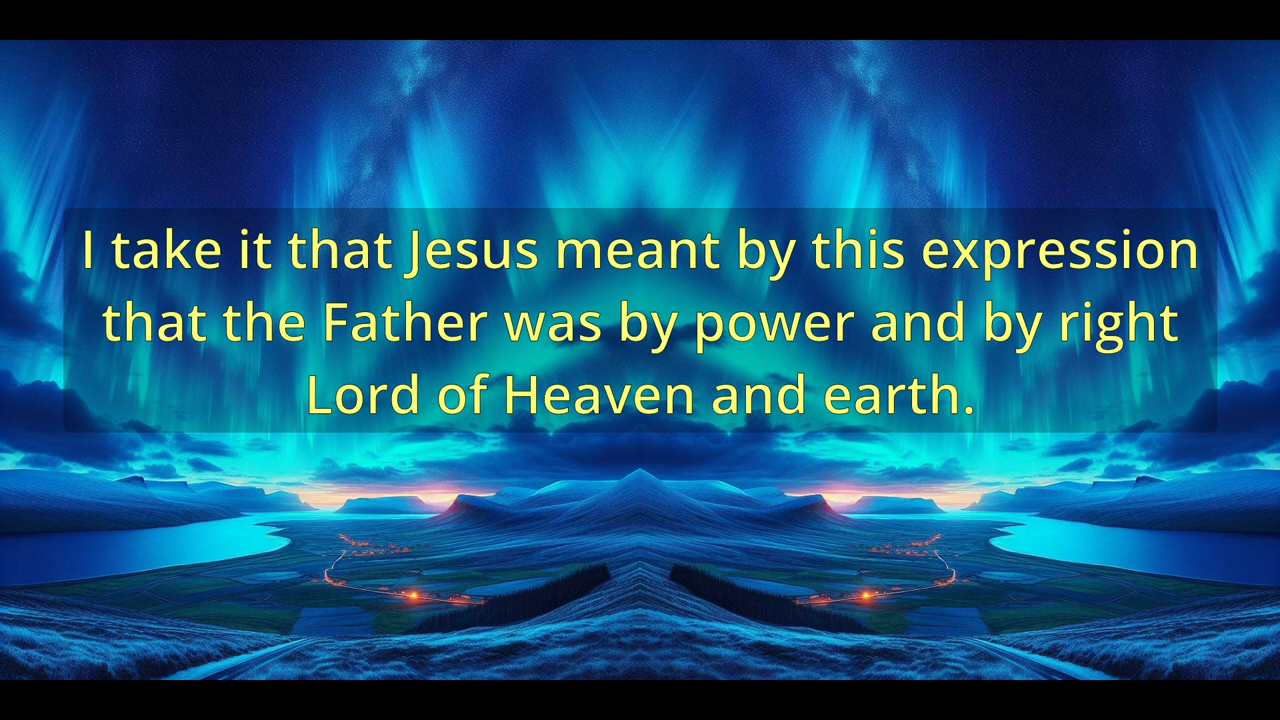 I take it that Jesus meant by this expression
that the Father was by power and by right
Lord of Heaven and earth.